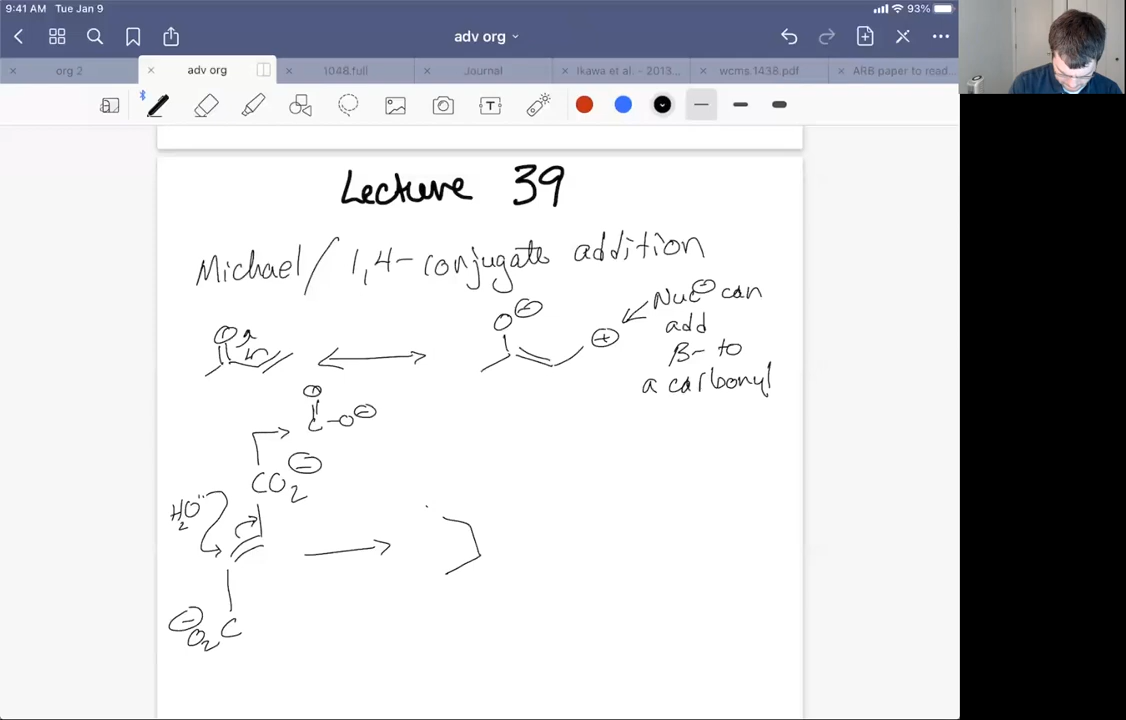 9:41 AM Tue Jan 9
93%
adv org
org 2
adv org
1048.full
Journal
Ikawa et al. - 2013...
wcms.1438.pdf
ARB paper to read...
T
Lecture 39
Michael/1,4-conjugate addition
O⊖
⊕
Nuc⊖ can
add
β- to
a carbonyl
O
O
C-O⊖
CO2⊖
H2O
⊖O2C